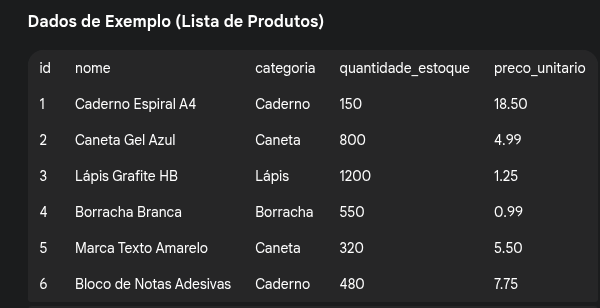 Dados de Exemplo (Lista de Produtos)
id nome categoria quantidade_estoque preco_unitario
1 Caderno Espiral A4 Caderno 150 18.50
2 Caneta Gel Azul Caneta 800 4.99
3 Lápis Grafite HB Lápis 1200 1.25
4 Borracha Branca Borracha 550 0.99
5 Marca Texto Amarelo Caneta 320 5.50
6 Bloco de Notas Adesivas Caderno 480 7.75